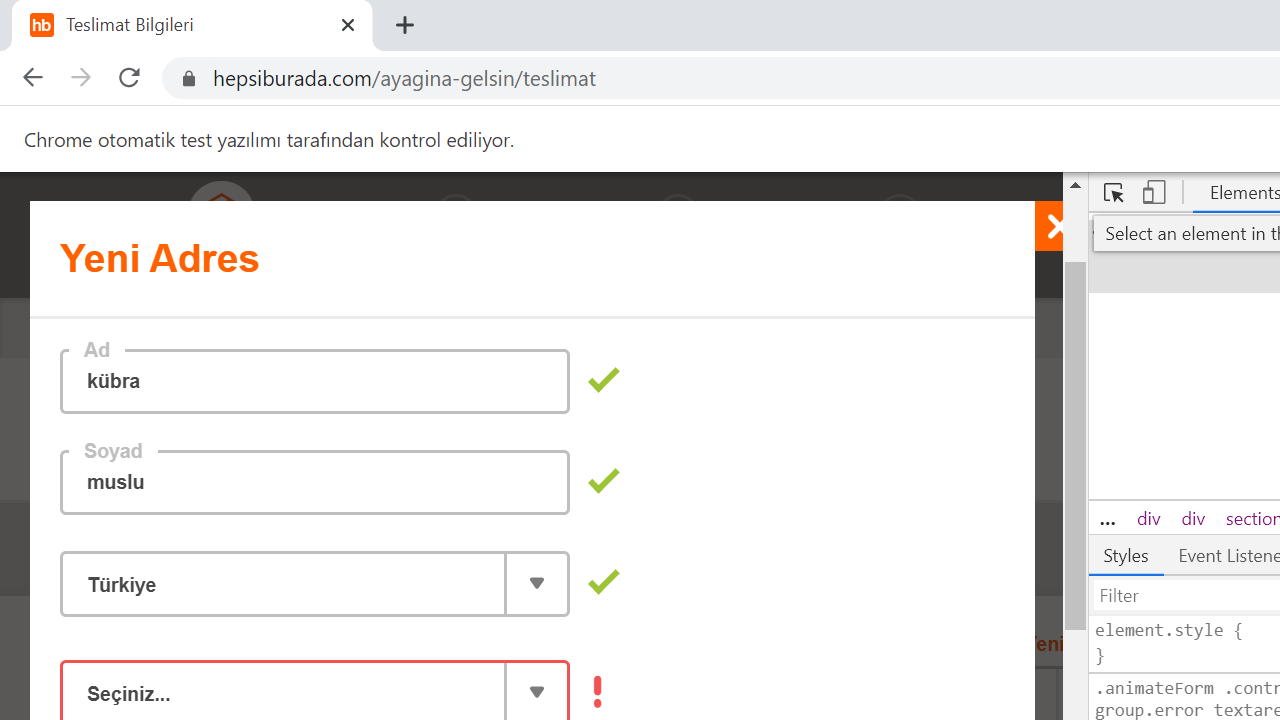 hb Teslimat Bilgileri
hepsiburada.com/ayagina-gelsin/teslimat
Chrome otomatik test yazılımı tarafından kontrol ediliyor.
Elements
Select an element in th
Yeni Adres
Ad
kübra
Soyad
muslu
Türkiye
Seçiniz...
Yeni
... div div section
Styles Event Listene
Filter
element.style {
}
.animateForm .contr
group.error textare